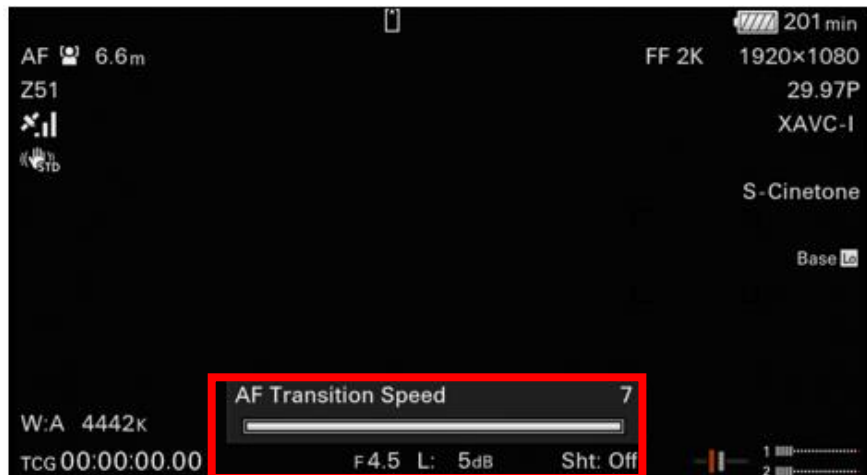 201 min
AF 6.6m FF 2K 1920×1080
Z51 29.97P
XAVC-I
STD
S-Cinetone
Base Lo
AF Transition Speed 7
W:A 4442K
TCG 00:00:00.00 F4.5 L: 5dB Sht: Off
1
2